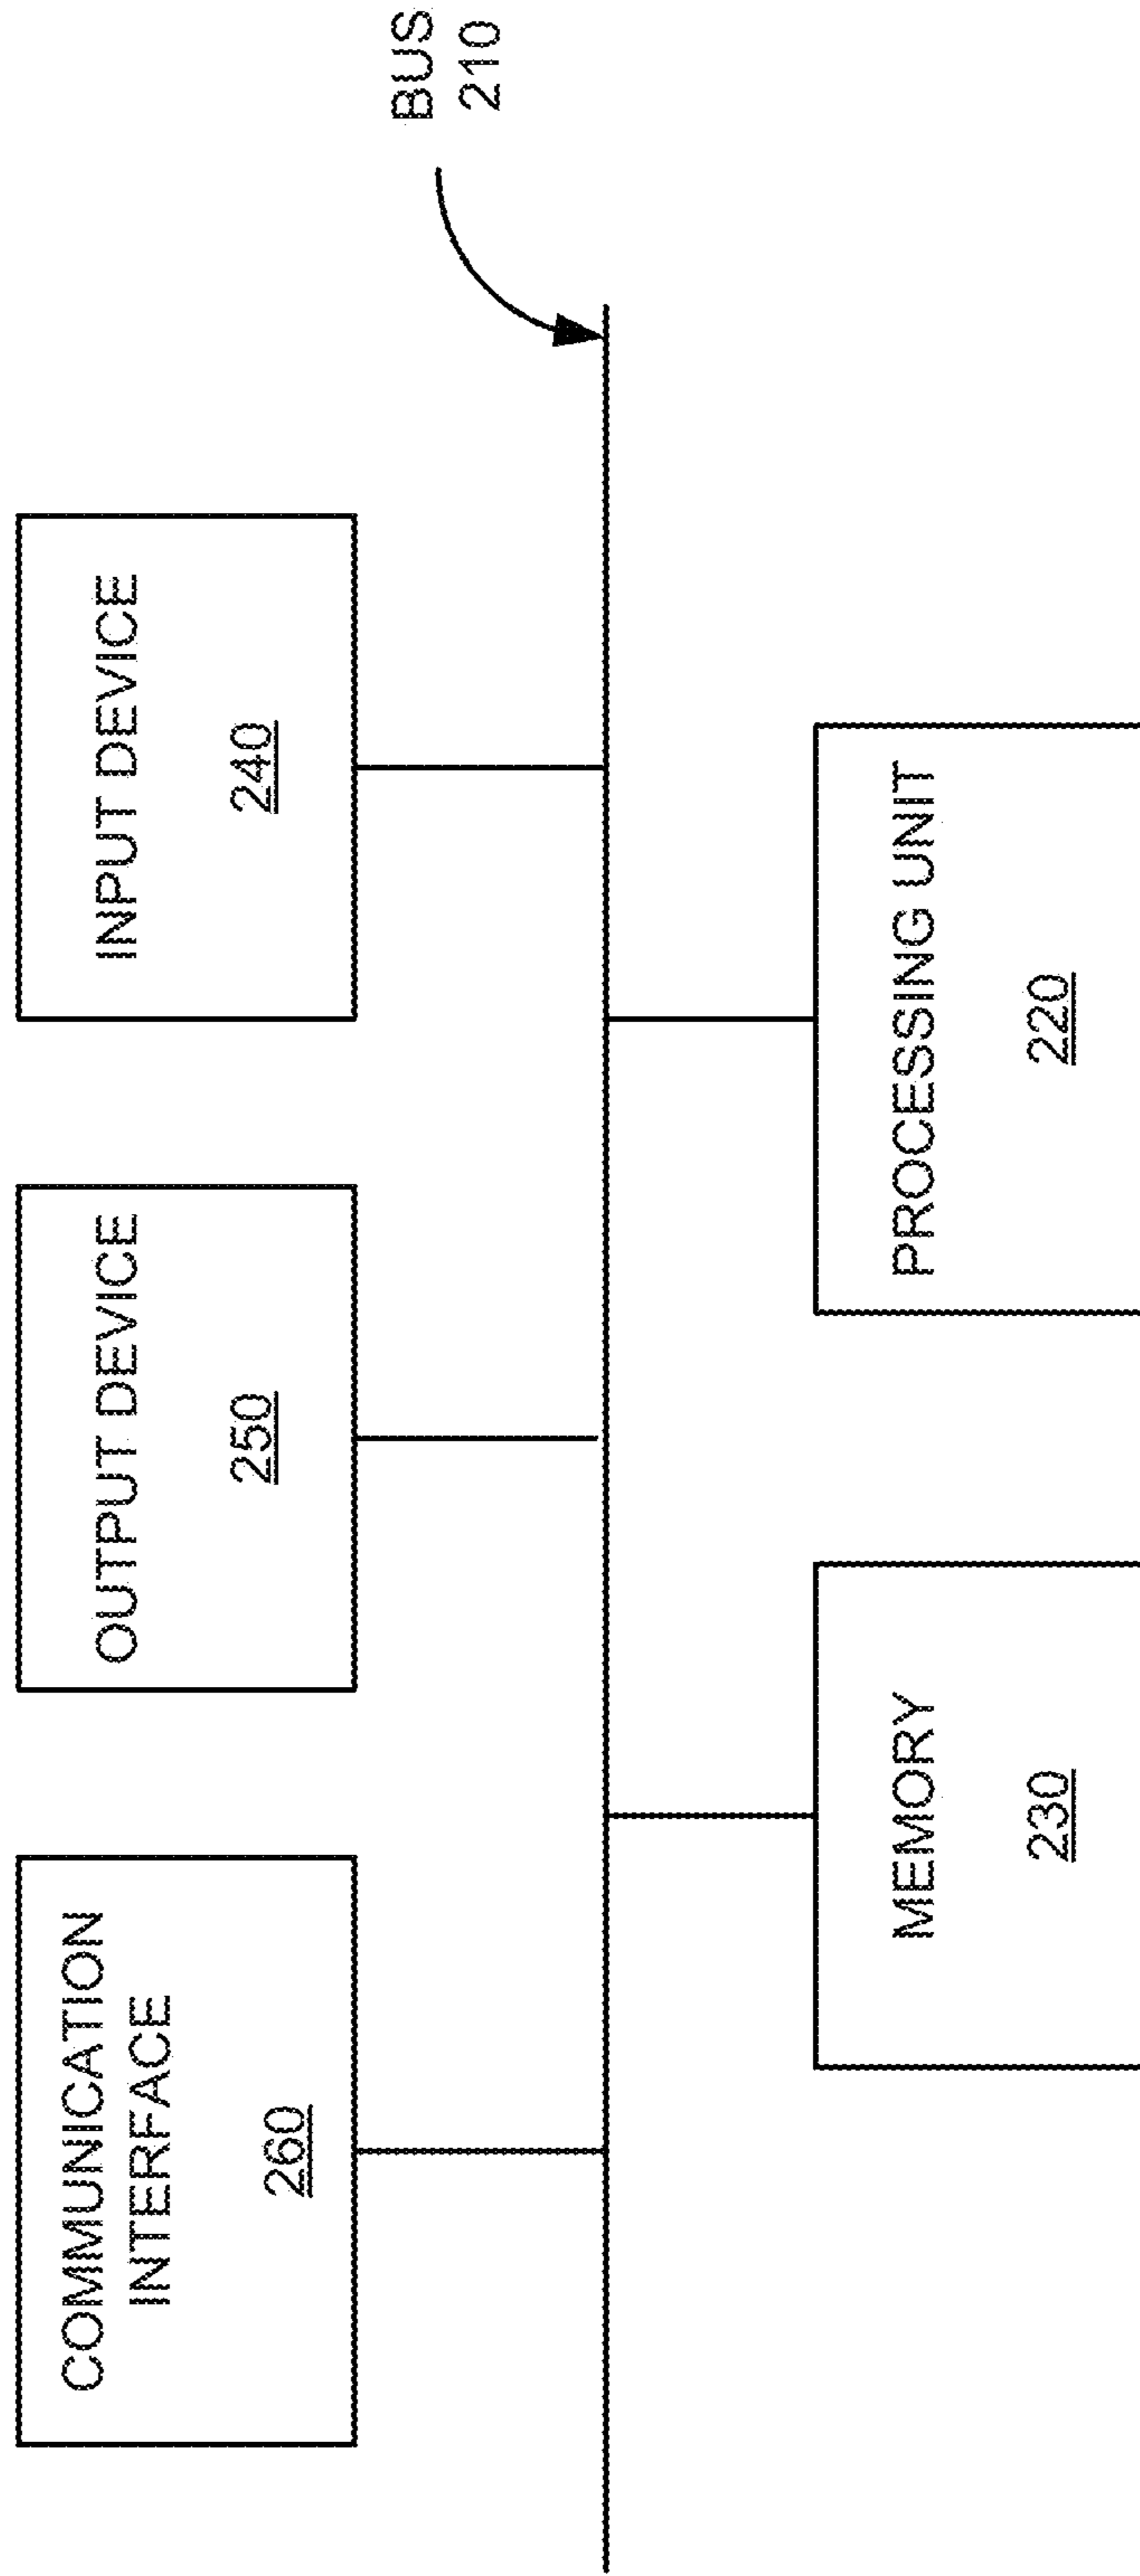 COMMUNICATION
INTERFACE
260
OUTPUT DEVICE
250
INPUT DEVICE
240
BUS
210
MEMORY
230
PROCESSING UNIT
220